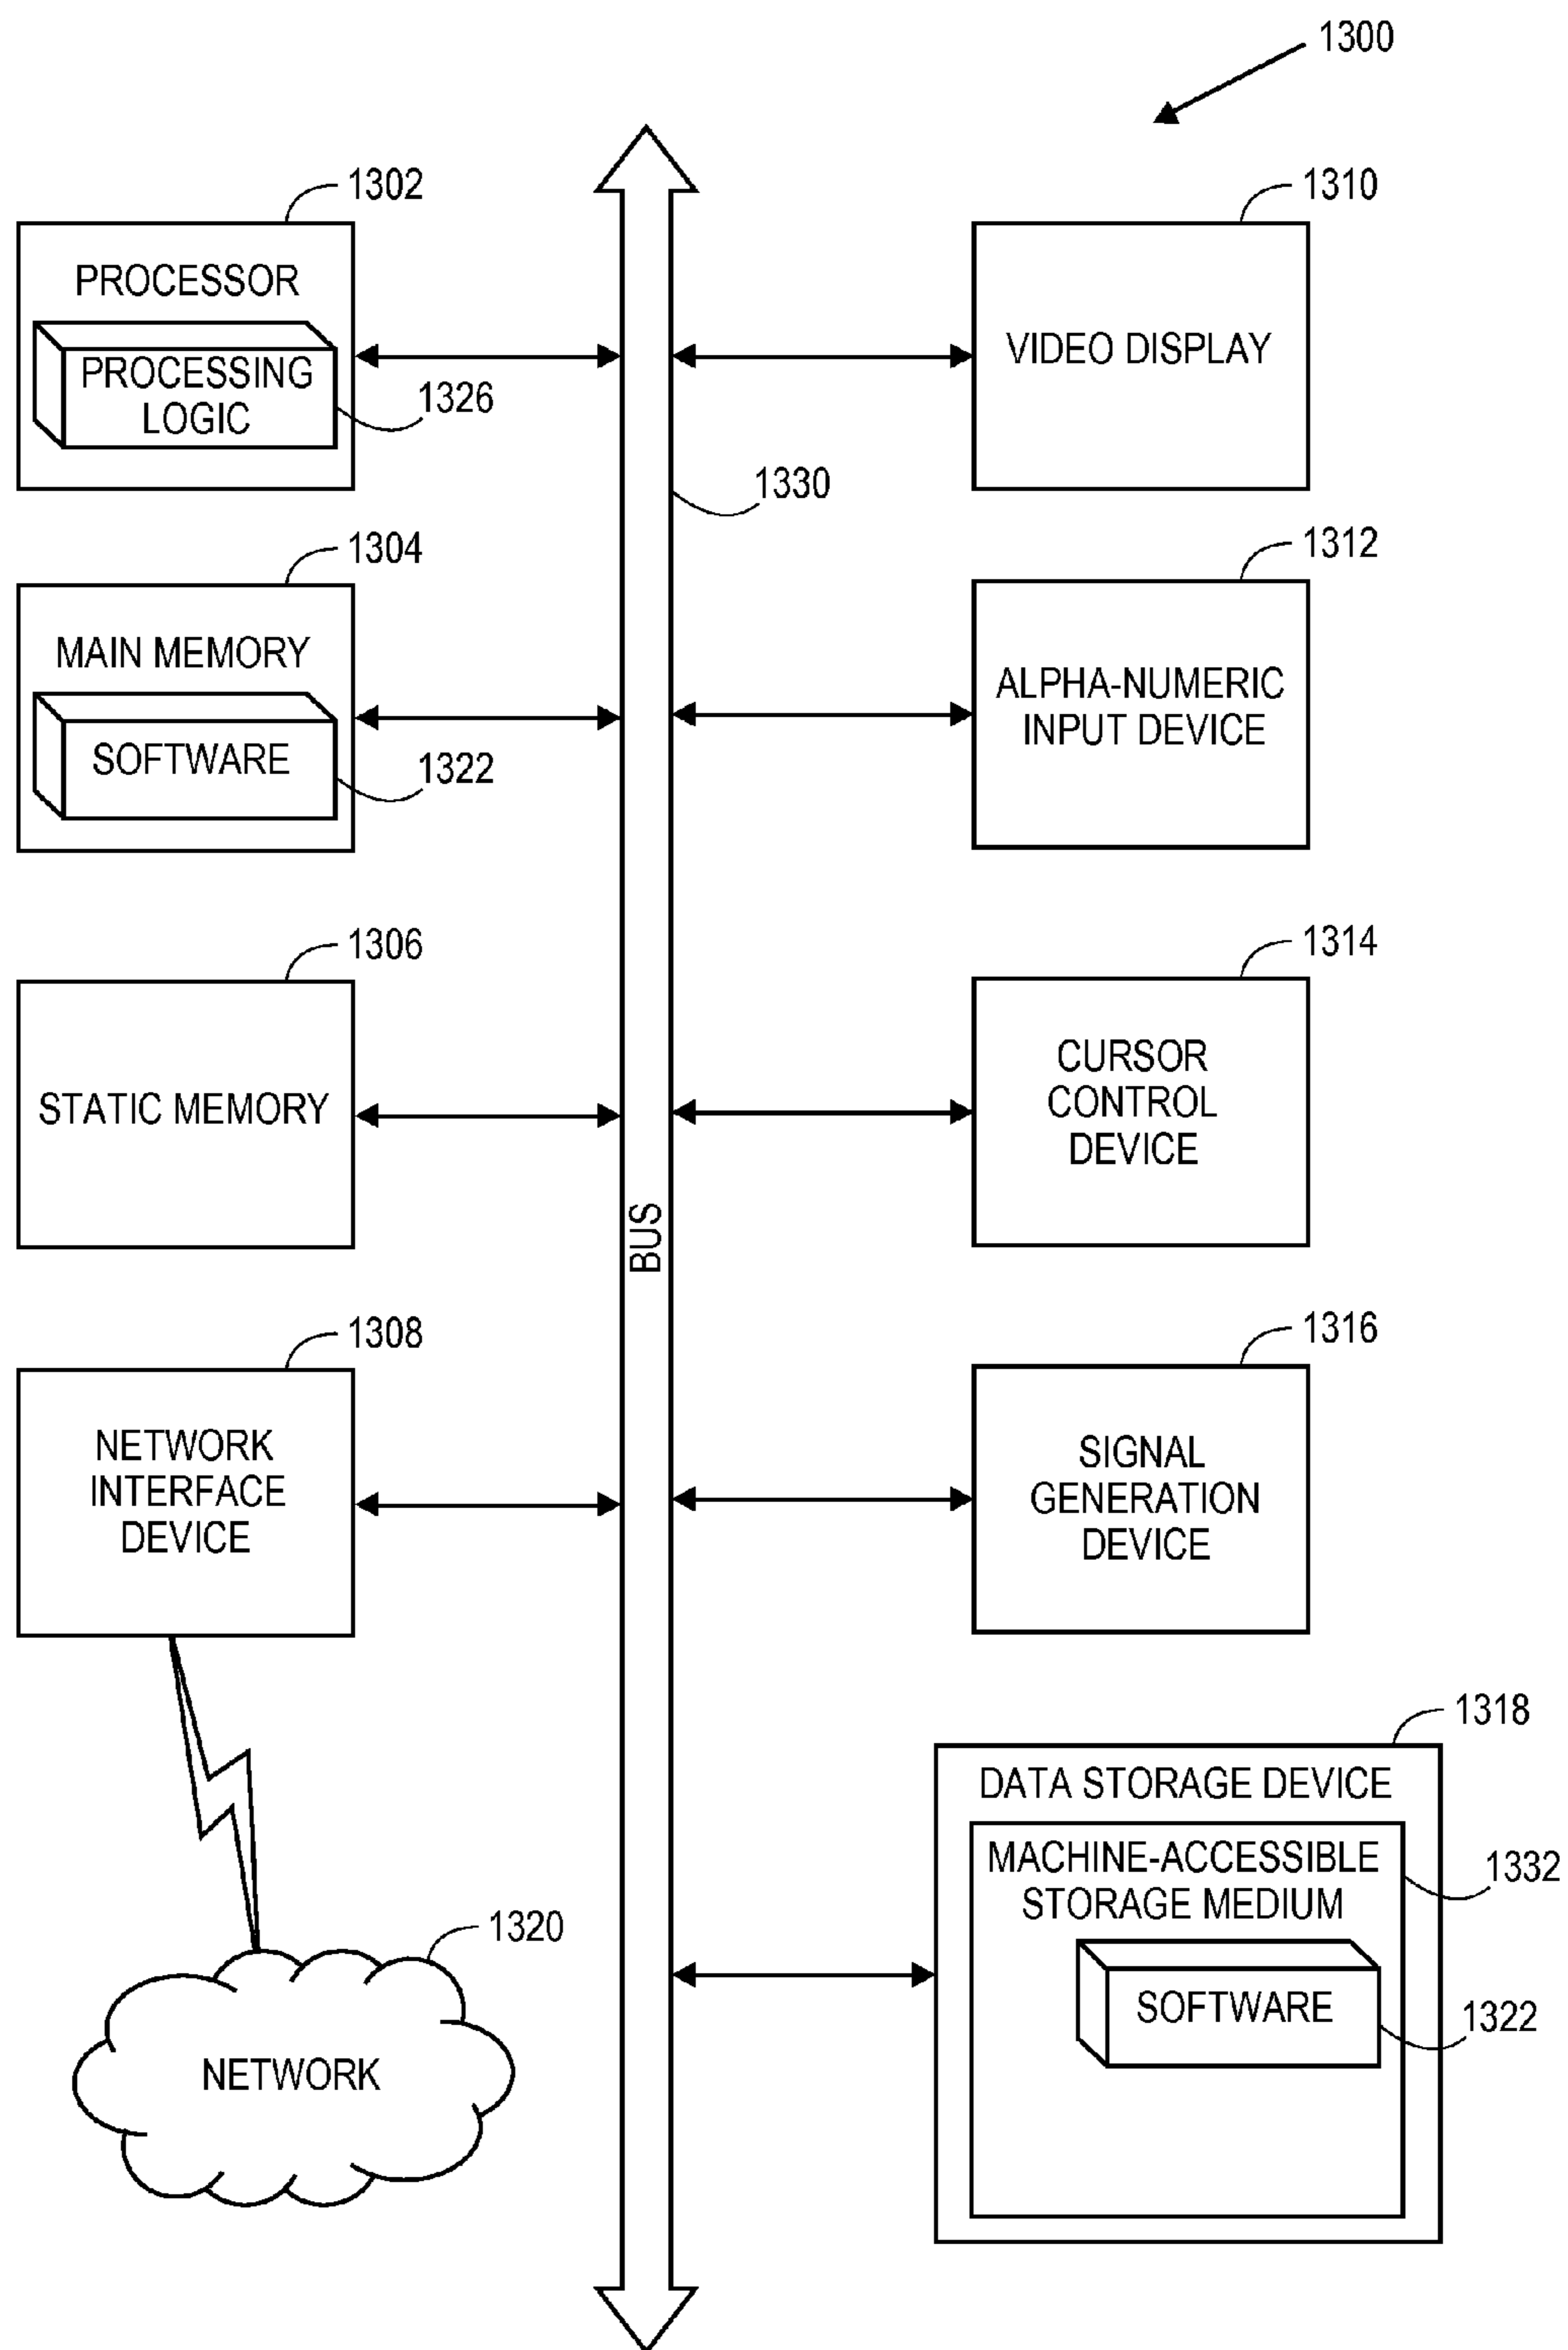 1300
1302
PROCESSOR
PROCESSING
LOGIC
1326
1304
MAIN MEMORY
SOFTWARE
1322
1306
STATIC MEMORY
1308
NETWORK
INTERFACE
DEVICE
1320
NETWORK
1330
BUS
1310
VIDEO DISPLAY
1312
ALPHA-NUMERIC
INPUT DEVICE
1314
CURSOR
CONTROL
DEVICE
1316
SIGNAL
GENERATION
DEVICE
1318
DATA STORAGE DEVICE
MACHINE-ACCESSIBLE
STORAGE MEDIUM
1332
SOFTWARE
1322